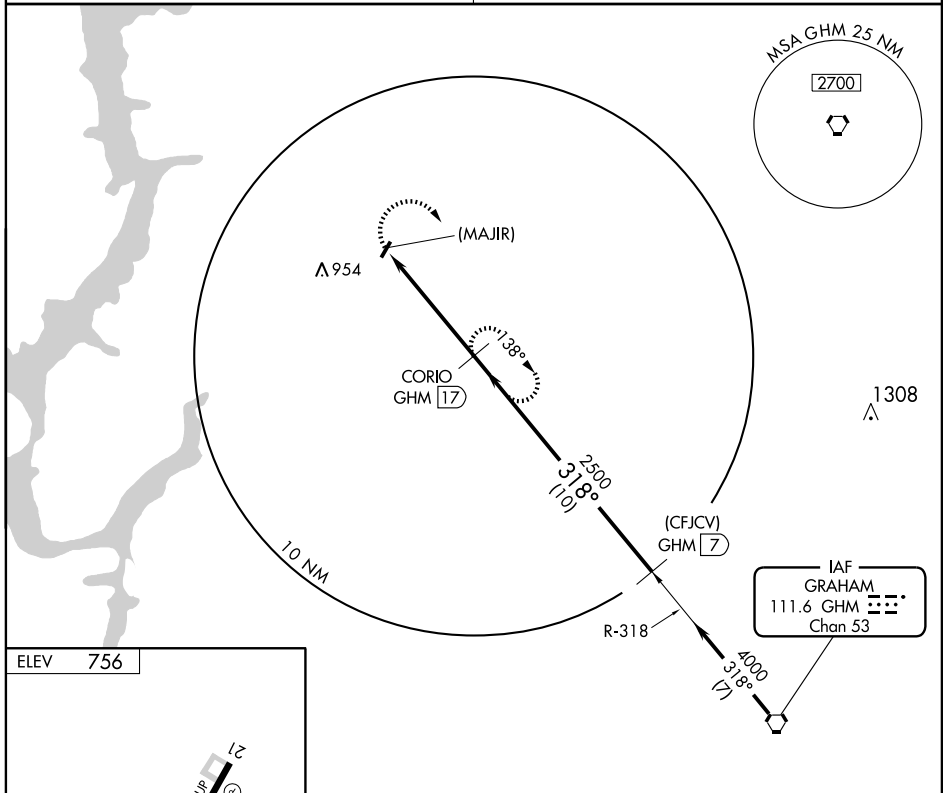 MSA GHM 25 NM
2700
(MAJIR)
954
138°
CORIO
GHM 17
1308
2500
318°
(10)
(CFJCV)
GHM 7
10 NM
IAF
GRAHAM
111.6 GHM
Chan 53
R-318
4000
318°
(7)
ELEV 756
21
UP